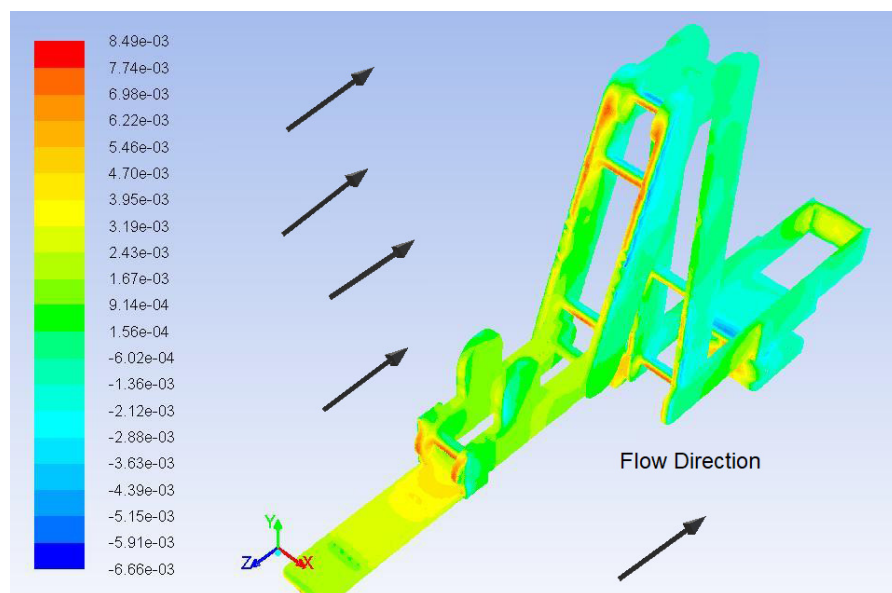 8.49e-03
7.74e-03
6.98e-03
6.22e-03
5.46e-03
4.70e-03
3.95e-03
3.19e-03
2.43e-03
1.67e-03
9.14e-04
1.56e-04
-6.02e-04
-1.36e-03
-2.12e-03
-2.88e-03
-3.63e-03
-4.39e-03
-5.15e-03
-5.91e-03
-6.66e-03
Flow Direction
Y
Z
X